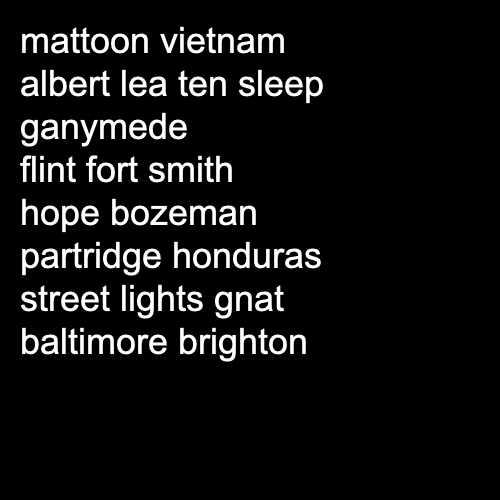 mattoon vietnam
albert lea ten sleep
ganymede
flint fort smith
hope bozeman
partridge honduras
street lights gnat
baltimore brighton